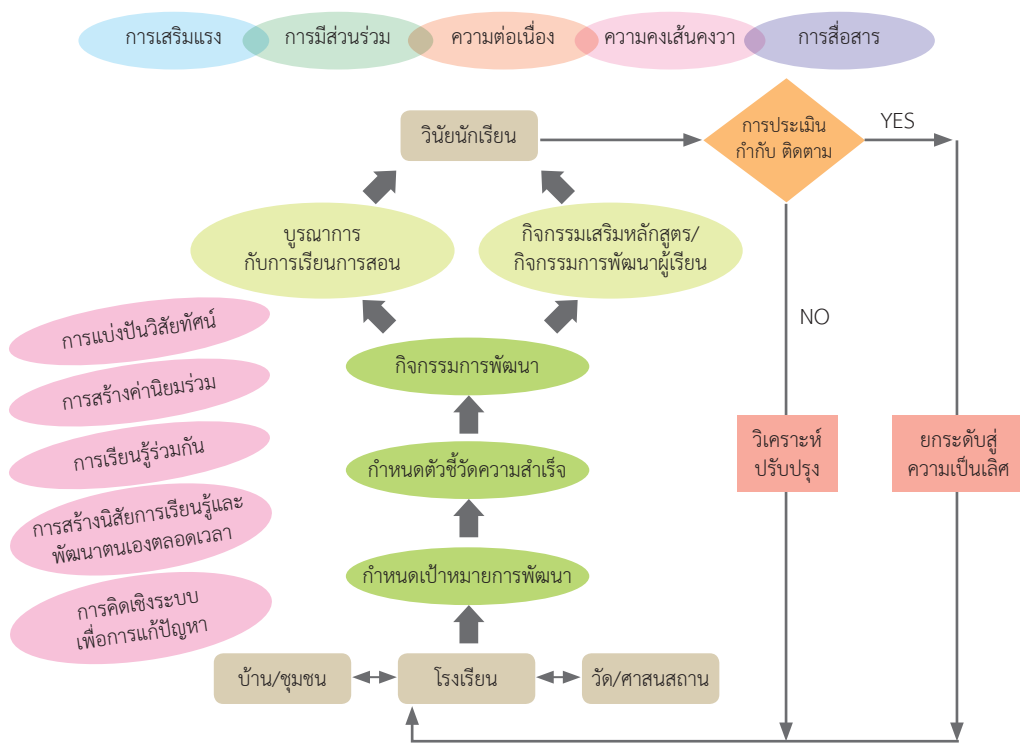 การเสริมแรง
การมีส่วนร่วม
ความต่อเนื่อง
ความคงเส้นคงวา
การสื่อสาร
วินัยนักเรียน
การประเมิน
กำกับ ติดตาม
YES
บูรณาการ
กับการเรียนการสอน
กิจกรรมเสริมหลักสูตร/
กิจกรรมการพัฒนาผู้เรียน
NO
การแบ่งปันวิสัยทัศน์
การสร้างค่านิยมร่วม
การเรียนรู้ร่วมกัน
การสร้างนิสัยการเรียนรู้และ
พัฒนาตนเองตลอดเวลา
การคิดเชิงระบบ
เพื่อการแก้ปัญหา
กิจกรรมการพัฒนา
กำหนดตัวชี้วัดความสำเร็จ
กำหนดเป้าหมายการพัฒนา
วิเคราะห์
ปรับปรุง
ยกระดับสู่
ความเป็นเลิศ
บ้าน/ชุมชน
โรงเรียน
วัด/ศาสนสถาน